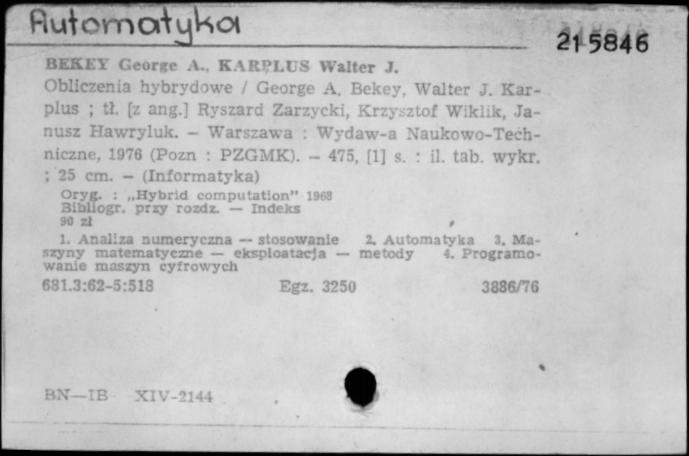 Automatyka
215846
BEKEY George A., KARPLUS Walter J.
Obliczenia hybrydowe / George A. Bekey, Walter J. Kar-
plus ; tł. [z ang.] Ryszard Zarzycki, Krzysztof Wiklik, Ja-
nusz Hawryluk. — Warszawa : Wydaw-a Naukowo-Tech-
niczne, 1976 (Pozn : PZGMK). — 475, [1] s. : il. tab. wykr.
; 25 cm. — (Informatyka)
Oryg. : „Hybrid computation” 1968
Bibliogr. przy rozdz. — Indeks
90 zł
1. Analiza numeryczna — stosowanie 2. Automatyka 3. Ma-
szyny matematyczne — eksploatacja — metody 4. Programo-
wanie maszyn cyfrowych
681.3:62-5:518 Egz. 3250 3886/76
BN—IB XIV-2144